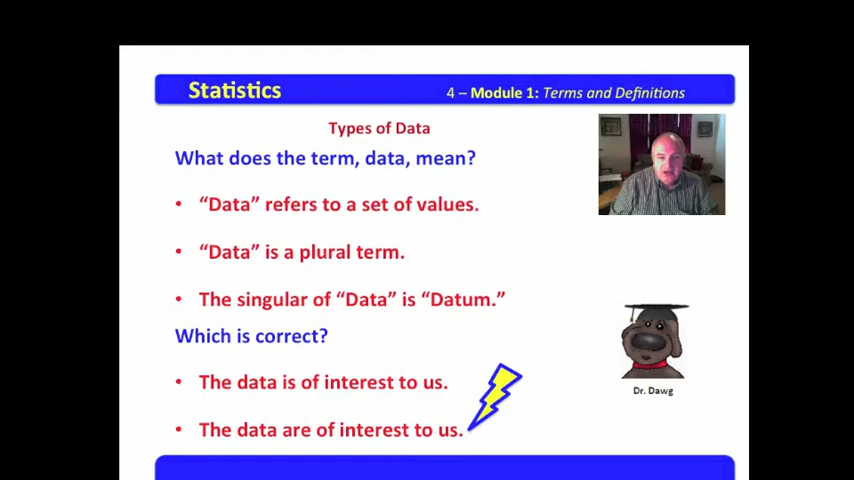 Statistics
4 – Module 1: Terms and Definitions
Types of Data
What does the term, data, mean?
• “Data” refers to a set of values.
• “Data” is a plural term.
• The singular of “Data” is “Datum.”
Which is correct?
• The data is of interest to us.
• The data are of interest to us.
Dr. Dawg